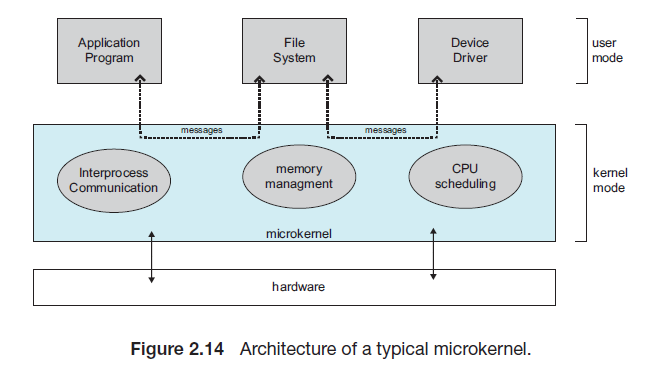 Application
Program
File
System
Device
Driver
user
mode
messages
messages
Interprocess
Communication
memory
managment
CPU
scheduling
kernel
mode
microkernel
hardware
Figure 2.14 Architecture of a typical microkernel.